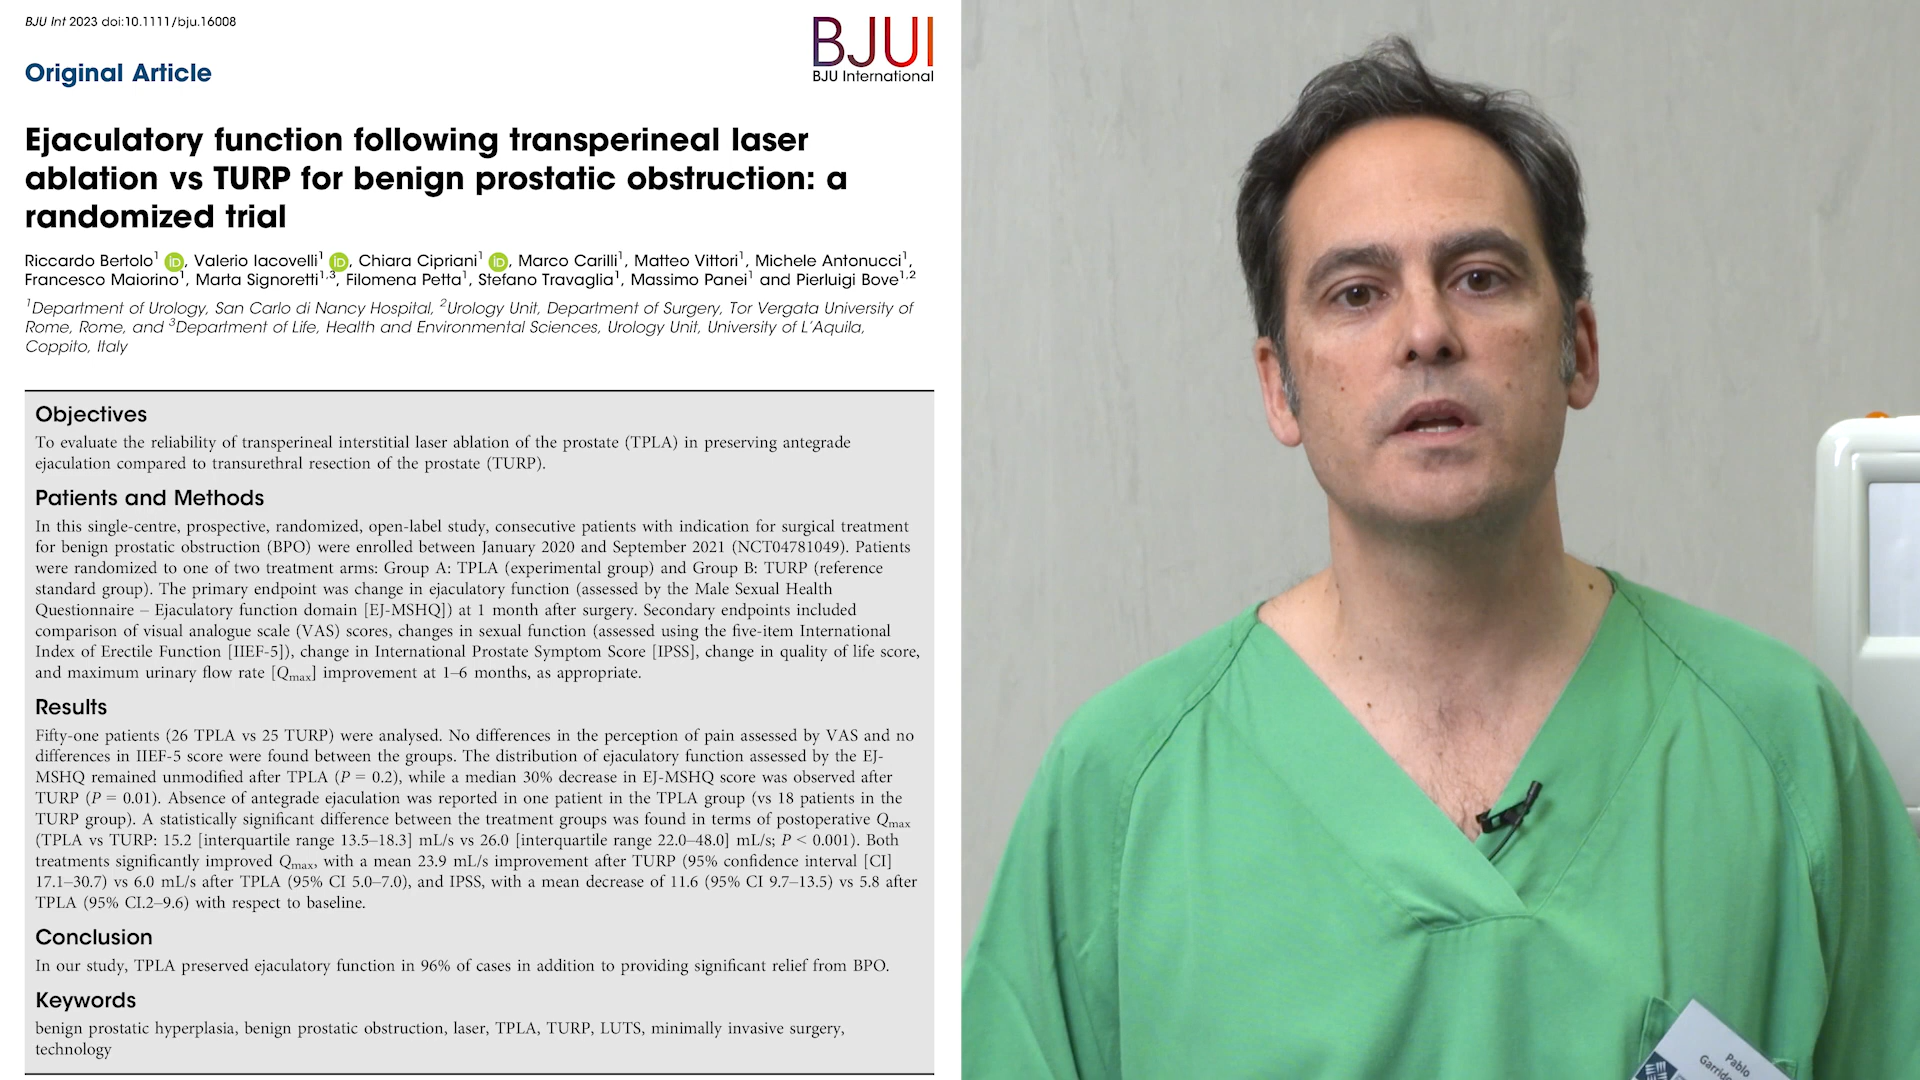 BJU Int 2023 doi:10.1111/bju.16008
BJUI
BJU International
Original Article
Ejaculatory function following transperineal laser
ablation vs TURP for benign prostatic obstruction: a
randomized trial
Riccardo Bertolo1 iD, Valerio Iacovelli1 iD, Chiara Cipriani1 iD, Marco Carilli1, Matteo Vittori1, Michele Antonucci1,
Francesco Maiorino1, Marta Signoretti1,3, Filomena Petta1, Stefano Travaglia1, Massimo Panei1 and Pierluigi Bove1,2
1Department of Urology, San Carlo di Nancy Hospital, 2Urology Unit, Department of Surgery, Tor Vergata University of
Rome, Rome, and 3Department of Life, Health and Environmental Sciences, Urology Unit, University of L'Aquila,
Coppito, Italy
Objectives
To evaluate the reliability of transperineal interstitial laser ablation of the prostate (TPLA) in preserving antegrade
ejaculation compared to transurethral resection of the prostate (TURP).
Patients and Methods
In this single-centre, prospective, randomized, open-label study, consecutive patients with indication for surgical treatment
for benign prostatic obstruction (BPO) were enrolled between January 2020 and September 2021 (NCT04781049). Patients
were randomized to one of two treatment arms: Group A: TPLA (experimental group) and Group B: TURP (reference
standard group). The primary endpoint was change in ejaculatory function (assessed by the Male Sexual Health
Questionnaire – Ejaculatory function domain [EJ-MSHQ]) at 1 month after surgery. Secondary endpoints included
comparison of visual analogue scale (VAS) scores, changes in sexual function (assessed using the five-item International
Index of Erectile Function [IIEF-5]), change in International Prostate Symptom Score [IPSS], change in quality of life score,
and maximum urinary flow rate [Qmax] improvement at 1–6 months, as appropriate.
Results
Fifty-one patients (26 TPLA vs 25 TURP) were analysed. No differences in the perception of pain assessed by VAS and no
differences in IIEF-5 score were found between the groups. The distribution of ejaculatory function assessed by the EJ-
MSHQ remained unmodified after TPLA (P = 0.2), while a median 30% decrease in EJ-MSHQ score was observed after
TURP (P = 0.01). Absence of antegrade ejaculation was reported in one patient in the TPLA group (vs 18 patients in the
TURP group). A statistically significant difference between the treatment groups was found in terms of postoperative Qmax
(TPLA vs TURP: 15.2 [interquartile range 13.5–18.3] mL/s vs 26.0 [interquartile range 22.0–48.0] mL/s; P < 0.001). Both
treatments significantly improved Qmax, with a mean 23.9 mL/s improvement after TURP (95% confidence interval [CI]
17.1–30.7) vs 6.0 mL/s after TPLA (95% CI 5.0–7.0), and IPSS, with a mean decrease of 11.6 (95% CI 9.7–13.5) vs 5.8 after
TPLA (95% CI.2–9.6) with respect to baseline.
Conclusion
In our study, TPLA preserved ejaculatory function in 96% of cases in addition to providing significant relief from BPO.
Keywords
benign prostatic hyperplasia, benign prostatic obstruction, laser, TPLA, TURP, LUTS, minimally invasive surgery,
technology
Pablo